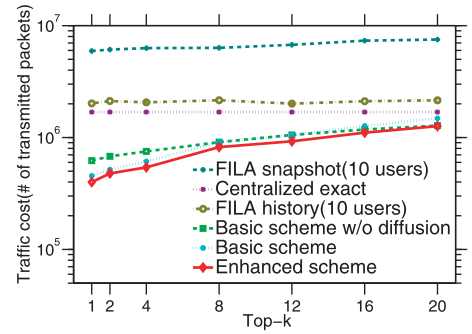 Traffic cost(# of transmitted packets)
10^7
10^6
10^5
FILA snapshot(10 users)
Centralized exact
FILA history(10 users)
Basic scheme w/o diffusion
Basic scheme
Enhanced scheme
1 2 4 8 12 16 20
Top-k